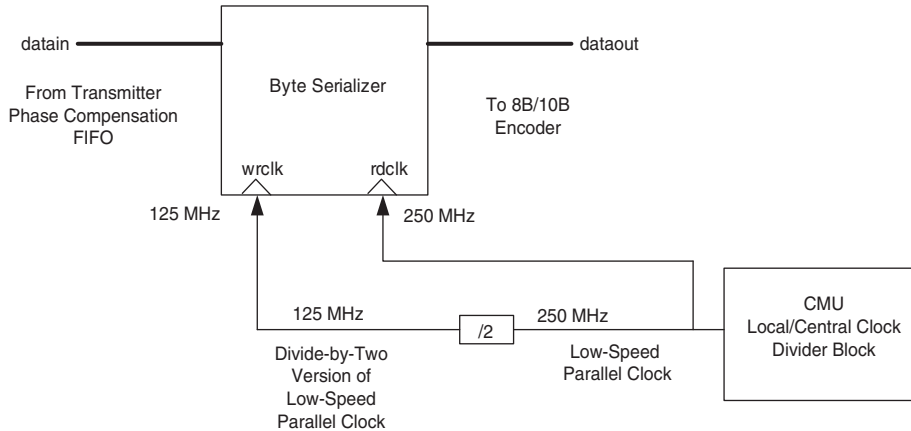 datain
dataout
From Transmitter
Phase Compensation
FIFO
Byte Serializer
To 8B/10B
Encoder
wrclk
rdclk
125 MHz
250 MHz
125 MHz
/2
250 MHz
Divide-by-Two
Version of
Low-Speed
Parallel Clock
Low-Speed
Parallel Clock
CMU
Local/Central Clock
Divider Block